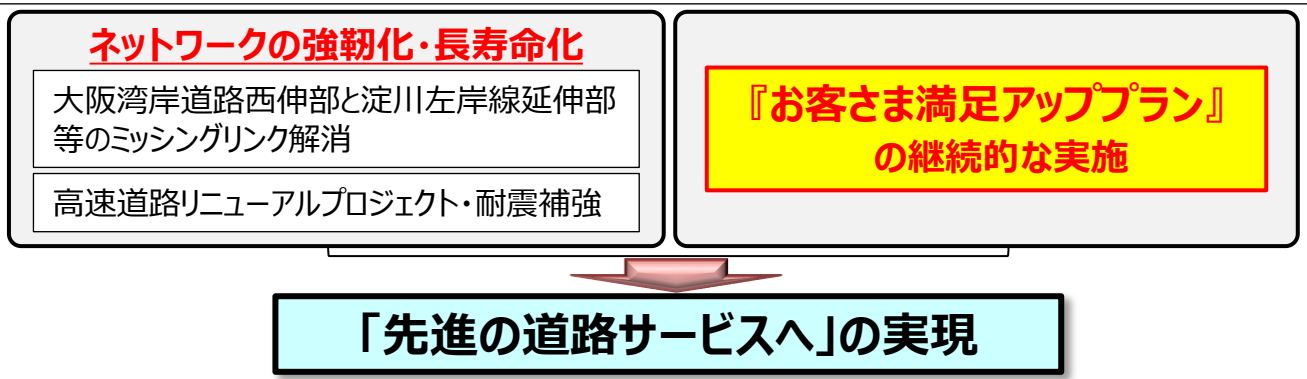 ネットワークの強靭化・長寿命化
大阪湾岸道路西伸部と淀川左岸線延伸部
等のミッシングリンク解消
高速道路リニューアルプロジェクト・耐震補強
『お客さま満足アッププラン』
の継続的な実施
「先進の道路サービスへ」の実現